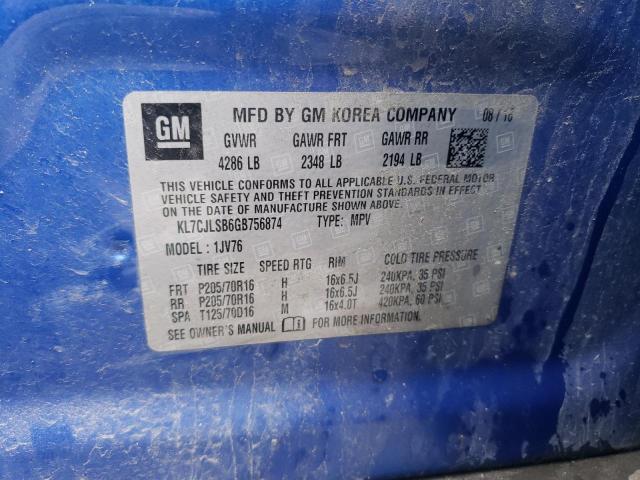 GM
MFD BY GM KOREA COMPANY 08 / 16
GVWR GAWR FRT GAWR RR
4286 LB 2348 LB 2194 LB
THIS VEHICLE CONFORMS TO ALL APPLICABLE U.S. FEDERAL MOTOR
VEHICLE SAFETY AND THEFT PREVENTION STANDARDS IN EFFECT
ON THE DATE OF MANUFACTURE SHOWN ABOVE.
KL7CJLSB6GB756874 TYPE: MPV
MODEL : 1JV76
TIRE SIZE SPEED RTG RIM COLD TIRE PRESSURE
FRT P205/70R16 H 16x6.5J 240KPA, 35 PSI
RR P205/70R16 H 16x6.5J 240KPA, 35 PSI
SPA T125/70D16 M 16x4.0T 420KPA, 60 PSI
SEE OWNER'S MANUAL FOR MORE INFORMATION.